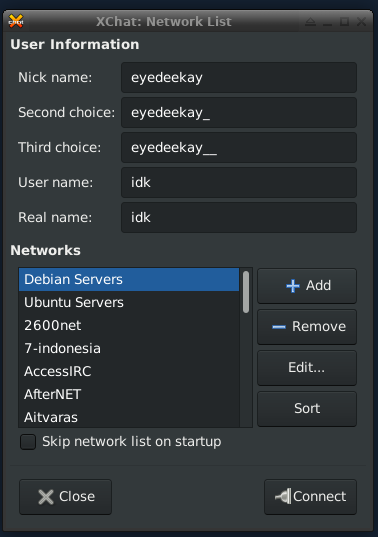 XChat: Network List
User Information
Nick name: eyedeekay
Second choice: eyedeekay_
Third choice: eyedeekay__
User name: idk
Real name: idk
Networks
Debian Servers
Ubuntu Servers
2600net
7-indonesia
AccessIRC
AfterNET
Aitvaras
Add
Remove
Edit...
Sort
Skip network list on startup
Close
Connect